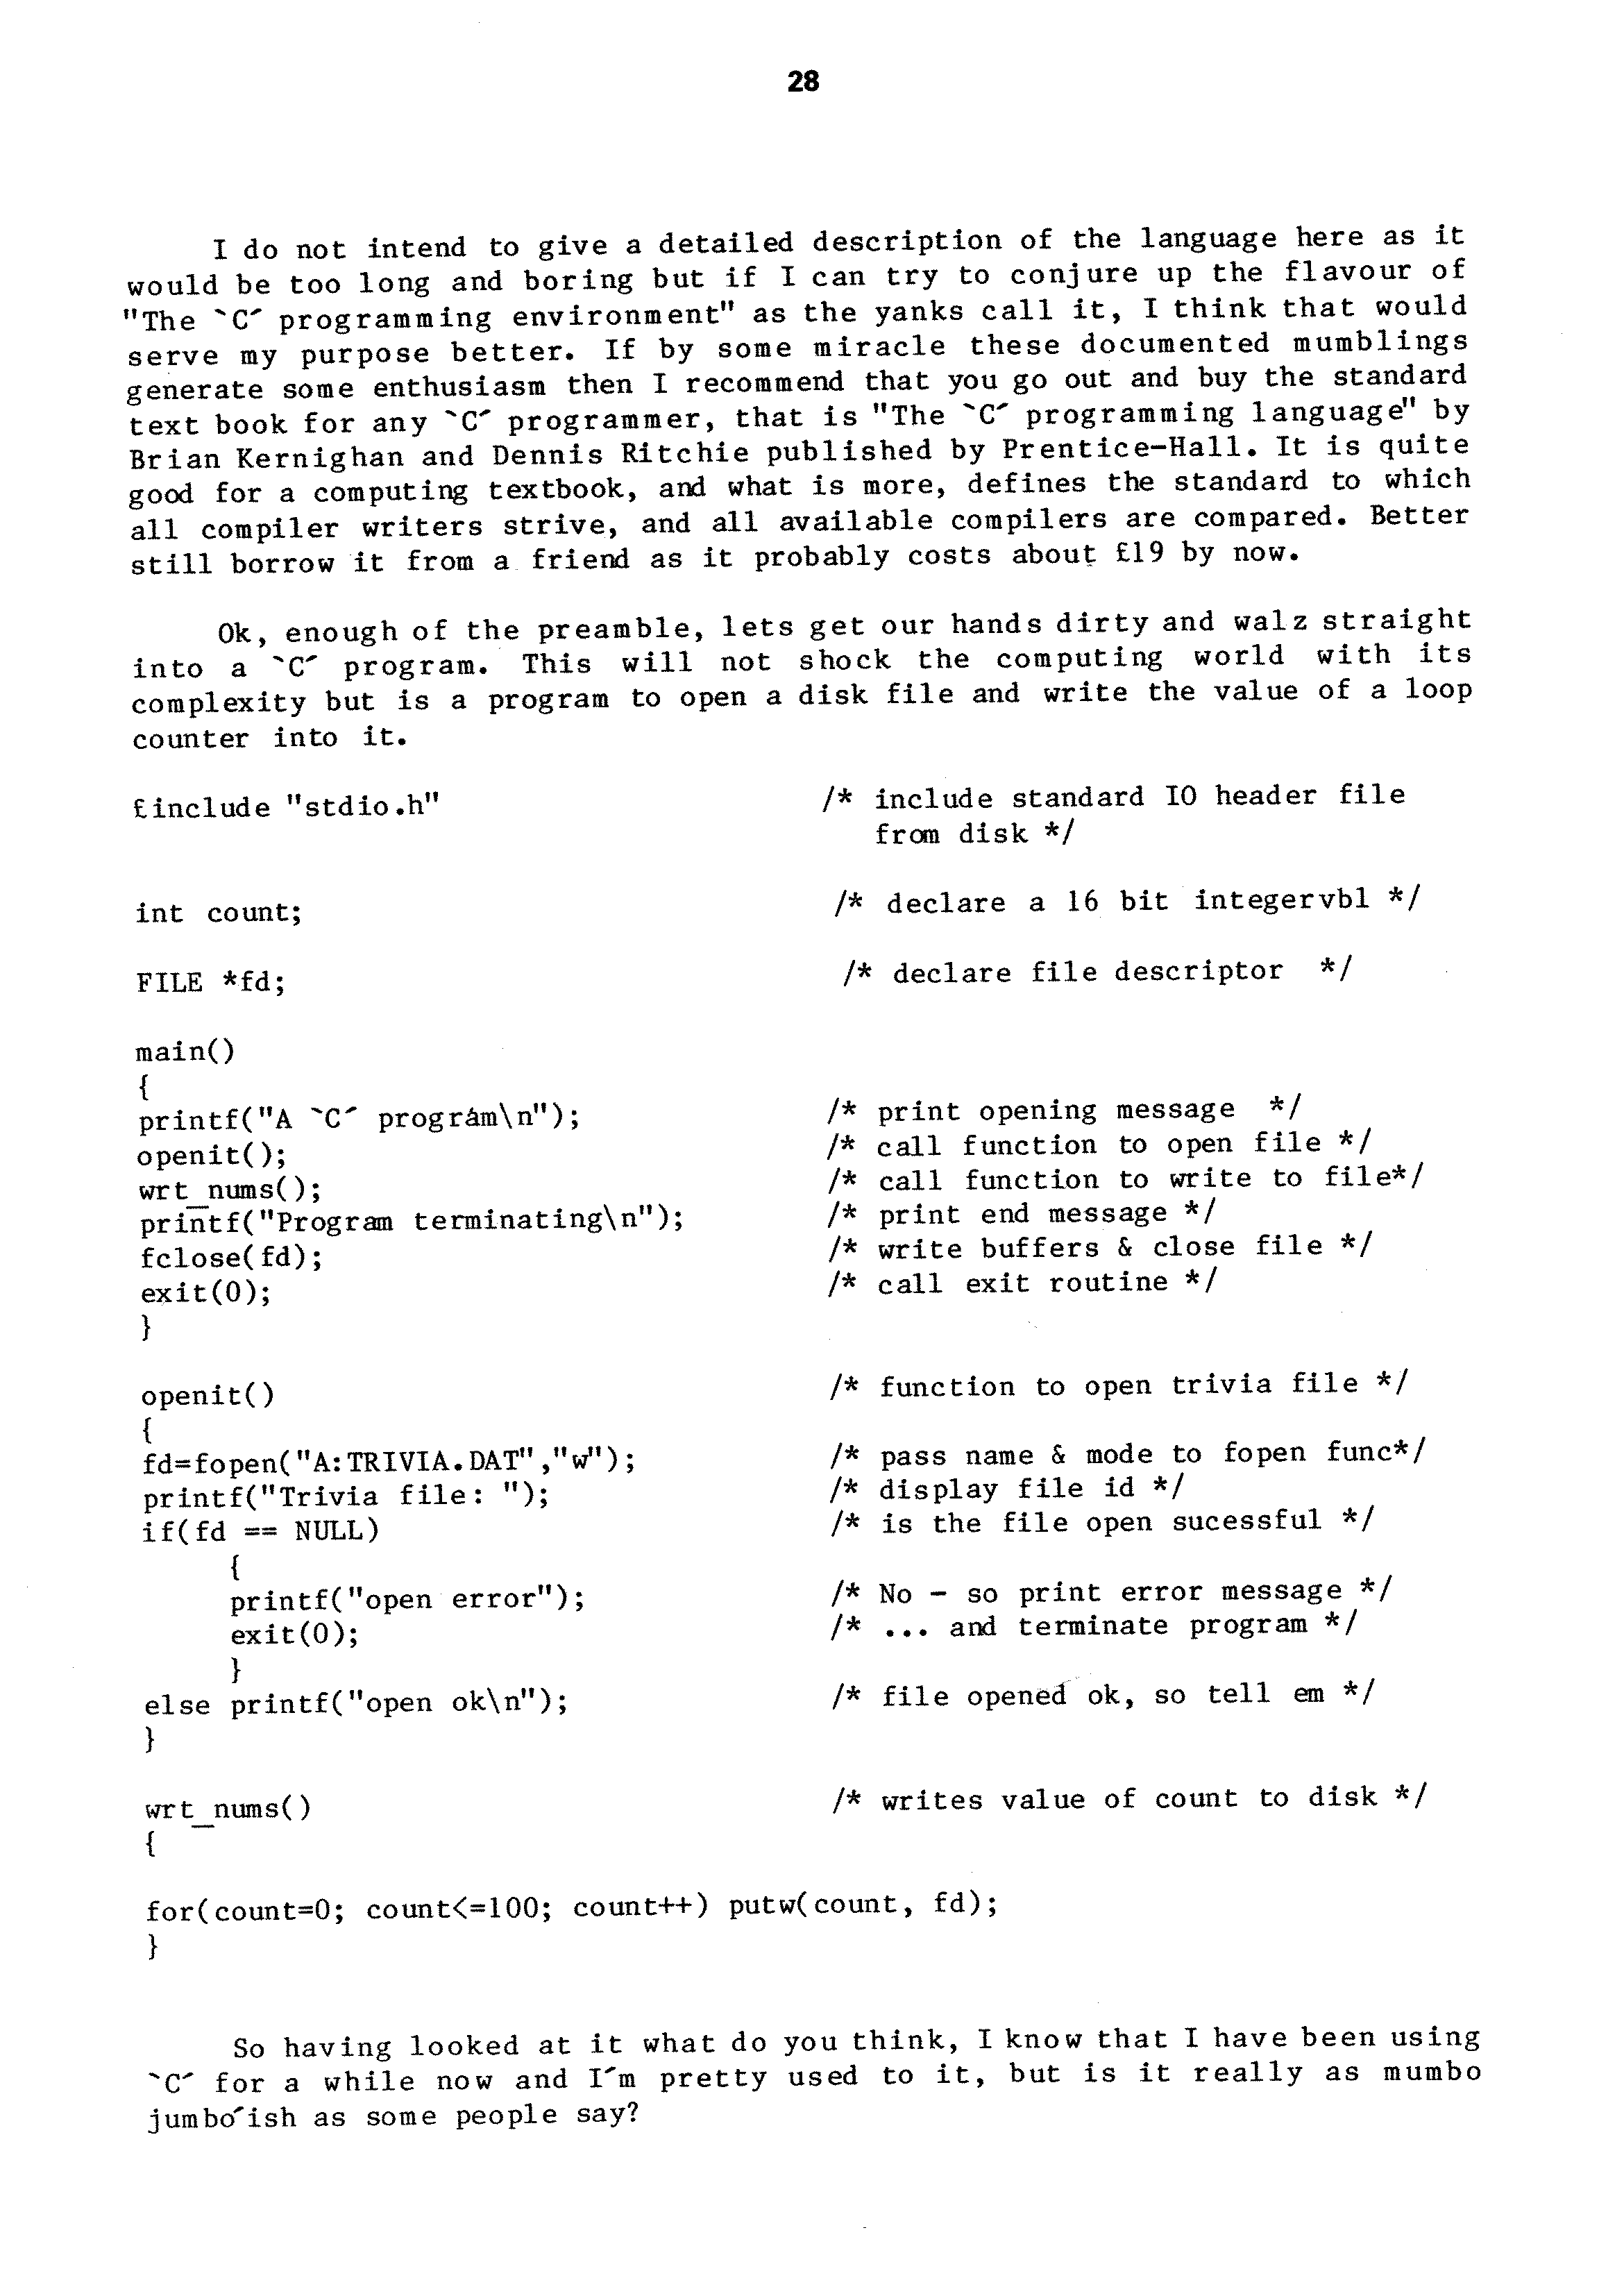 28
I do not intend to give a detailed description of the language here as it
would be too long and boring but if I can try to conjure up the flavour of
"The `C´ programming environment" as the yanks call it, I think that would
serve my purpose better. If by some miracle these documented mumblings
generate some enthusiasm then I recommend that you go out and buy the standard
text book for any `C´ programmer, that is "The `C´ programming language" by
Brian Kernighan and Dennis Ritchie published by Prentice-Hall. It is quite
good for a computing textbook, and what is more, defines the standard to which
all compiler writers strive, and all available compilers are compared. Better
still borrow it from a friend as it probably costs about £19 by now.
Ok, enough of the preamble, lets get our hands dirty and walz straight
into a `C´ program. This will not shock the computing world with its
complexity but is a program to open a disk file and write the value of a loop
counter into it.
£include "stdio.h" /* include standard IO header file
from disk */
int count; /* declare a 16 bit integervbl */
FILE *fd; /* declare file descriptor */
main()
{
printf("A `C´ program\n"); /* print opening message */
openit(); /* call function to open file */
wrt_nums(); /* call function to write to file*/
printf("Program terminating\n"); /* print end message */
fclose(fd); /* write buffers & close file */
exit(0); /* call exit routine */
}
openit() /* function to open trivia file */
{
fd=fopen("A:TRIVIA.DAT","w"); /* pass name & mode to fopen func*/
printf("Trivia file: "); /* display file id */
if(fd == NULL) /* is the file open sucessful */
{
printf("open error"); /* No - so print error message */
exit(0); /* ... and terminate program */
}
else printf("open ok\n"); /* file opened ok, so tell em */
}
wrt_nums() /* writes value of count to disk */
{
for(count=0; count<=100; count++) putw(count, fd);
}
So having looked at it what do you think, I know that I have been using
`C´ for a while now and I´m pretty used to it, but is it really as mumbo
jumbo´ish as some people say?